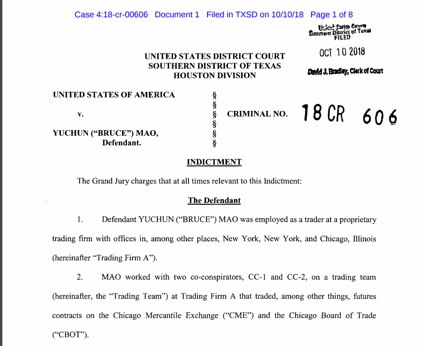 Case 4:18-cr-00606 Document 1 Filed in TXSD on 10/10/18 Page 1 of 8
United States Courts
Southern District of Texas
FILED
OCT 10 2018
David J. Bradley, Clerk of Court
UNITED STATES DISTRICT COURT
SOUTHERN DISTRICT OF TEXAS
HOUSTON DIVISION
UNITED STATES OF AMERICA §
§
v. § CRIMINAL NO. 18 CR 606
§
YUCHUN (“BRUCE”) MAO, §
Defendant. §
INDICTMENT
The Grand Jury charges that at all times relevant to this Indictment:
The Defendant
1. Defendant YUCHUN (“BRUCE”) MAO was employed as a trader at a proprietary
trading firm with offices in, among other places, New York, New York, and Chicago, Illinois
(hereinafter “Trading Firm A”).
2. MAO worked with two co-conspirators, CC-1 and CC-2, on a trading team
(hereinafter, the “Trading Team”) at Trading Firm A that traded, among other things, futures
contracts on the Chicago Mercantile Exchange (“CME”) and the Chicago Board of Trade
(“CBOT”).